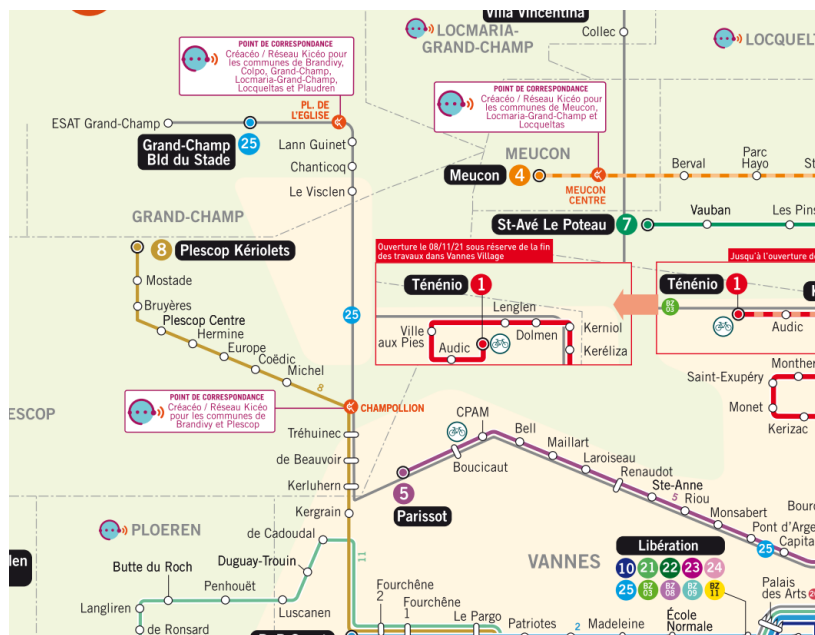 Villa Vincentina
LOCMARIA-
GRAND-CHAMP
Collec
LOCQUELT
POINT DE CORRESPONDANCE
Créacéo / Réseau Kicéo pour
les communes de Brandivy,
Colpo, Grand-Champ,
Locmaria-Grand-Champ,
Locqueltas et Plaudren
POINT DE CORRESPONDANCE
Créacéo / Réseau Kicéo pour
les communes de Meucon,
Locmaria-Grand-Champ et
Locqueltas
PL. DE
L'EGLISE
ESAT Grand-Champ
Grand-Champ
Bld du Stade
25
Lann Guinet
Chanticoq
Le Visclen
MEUCON
Meucon
4
MEUCON
CENTRE
Berval
Parc
Hayo
St
GRAND-CHAMP
St-Avé Le Poteau
7
Vauban
Les Pins
8
Plescop Kériolets
Ouverture le 08/11/21 sous réserve de la fin
des travaux dans Vannes Village
Jusqu'à l'ouverture de
Ténénio
1
Ténénio
1
K
Mostade
Bruyères
Plescop Centre
Hermine
Europe
Coëdic
Michel
8
25
Lenglen
Ville
aux Pies
Audic
Dolmen
Kerniol
Keréliza
BZ
03
Audic
Monther
Saint-Exupéry
Monet
Kerizac
POINT DE CORRESPONDANCE
Créacéo / Réseau Kicéo
pour les communes de
Brandivy et Plescop
ESCOP
CHAMPOLLION
Tréhuinec
de Beauvoir
Kerluhern
Kergrain
CPAM
Boucicaut
Bell
Maillart
Laroiseau
Renaudot
Ste-Anne
5
Riou
Monsabert
Pont d'Arge
Capita
Bouro
25
5
Parissot
PLOEREN
de Cadoudal
11
Butte du Roch
Duguay-Trouin
Penhouët
Luscanen
Langliren
de Ronsard
len
VANNES
Libération
10
21
22
23
24
25
BZ
03
BZ
08
BZ
09
BZ
11
Palais
des Arts
Fourchêne
2
Fourchêne
1
Le Pargo
Patriotes
2
Madeleine
École
Normale